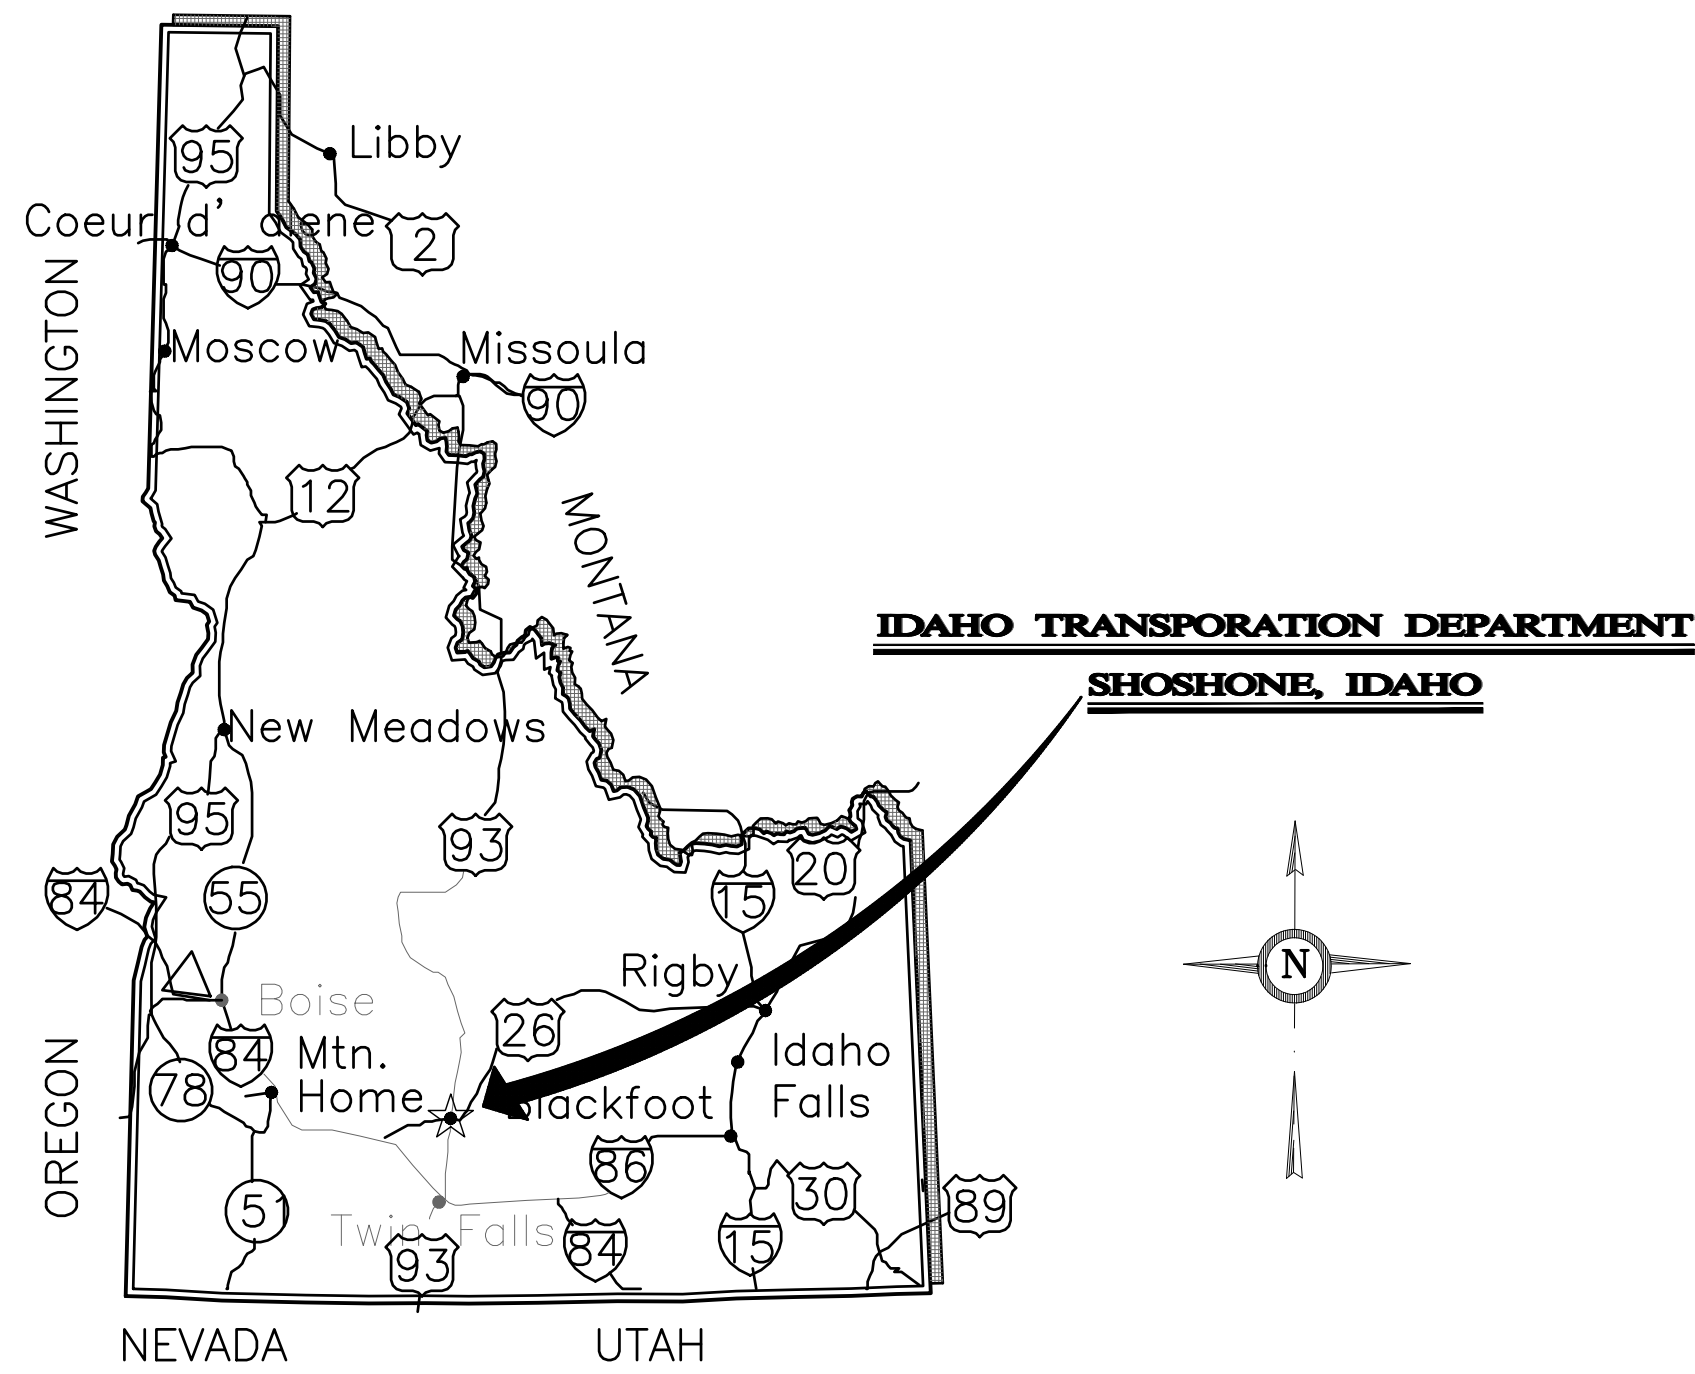 Libby
95
Coeur d' alene
2
90
WASHINGTON
Moscow
Missoula
90
12
MONTANA
IDAHO TRANSPORATION DEPARTMENT
SHOSHONE, IDAHO
New Meadows
95
93
84
55
15
20
Rigby
N
Boise
26
84
Mtn.
Home
Idaho
Falls
78
Blackfoot
OREGON
86
30
89
51
Twin Falls
93
84
15
NEVADA
UTAH